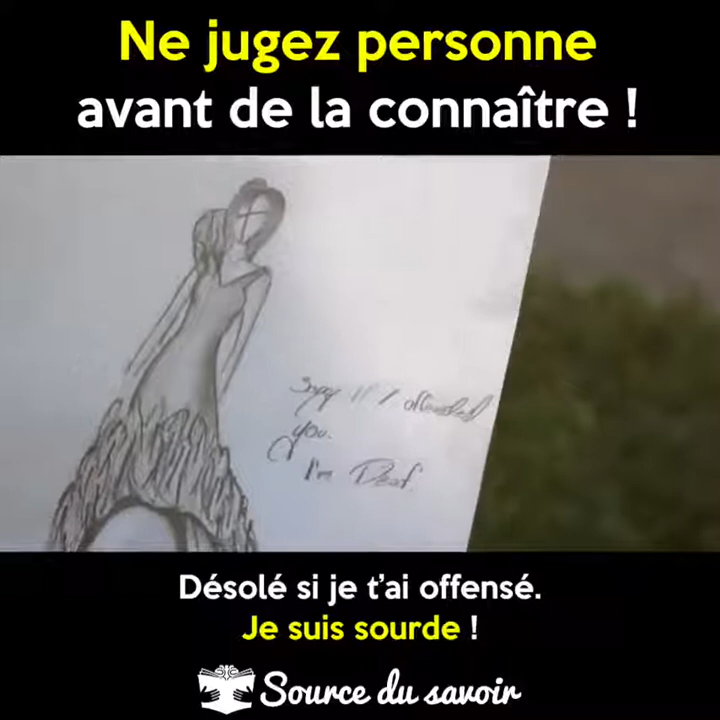 Ne jugez personne
avant de la connaître !
Sorry if I offended
you.
I'm Deaf.
Désolé si je t'ai offensé.
Je suis sourde !
Source du savoir